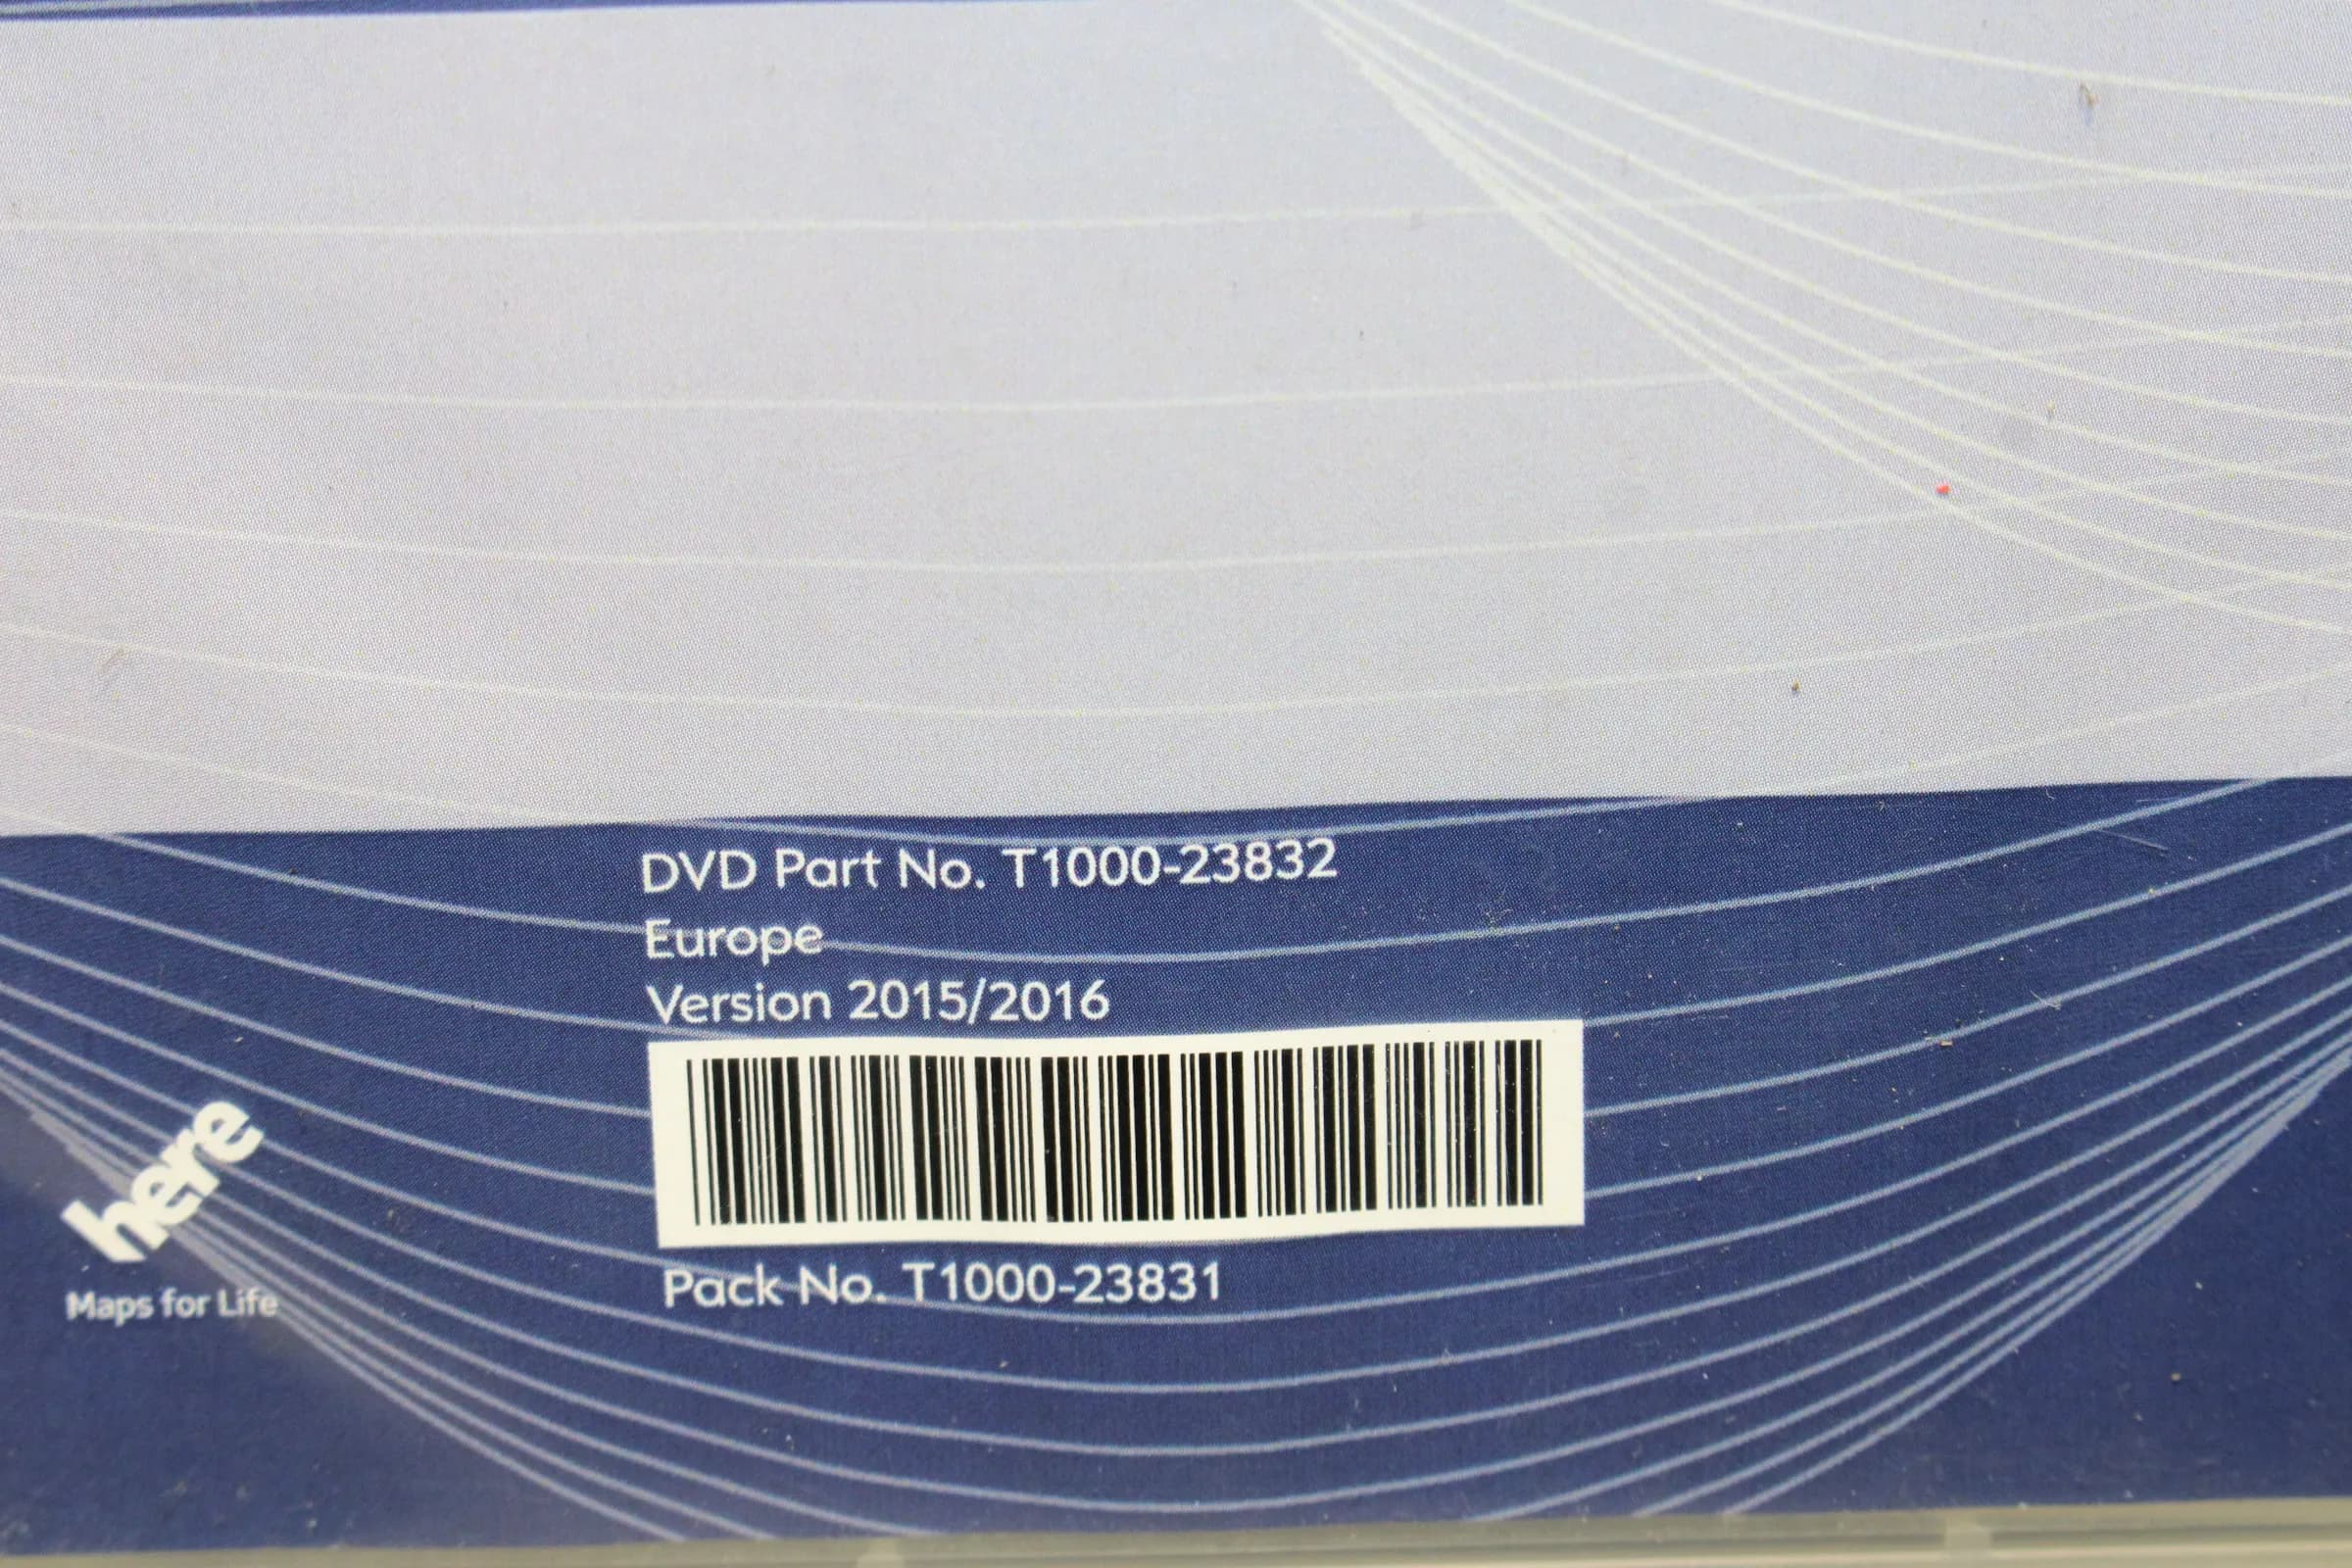 DVD Part No. T1000-23832
Europe
Version 2015/2016
Pack No. T1000-23831
here
Maps for Life